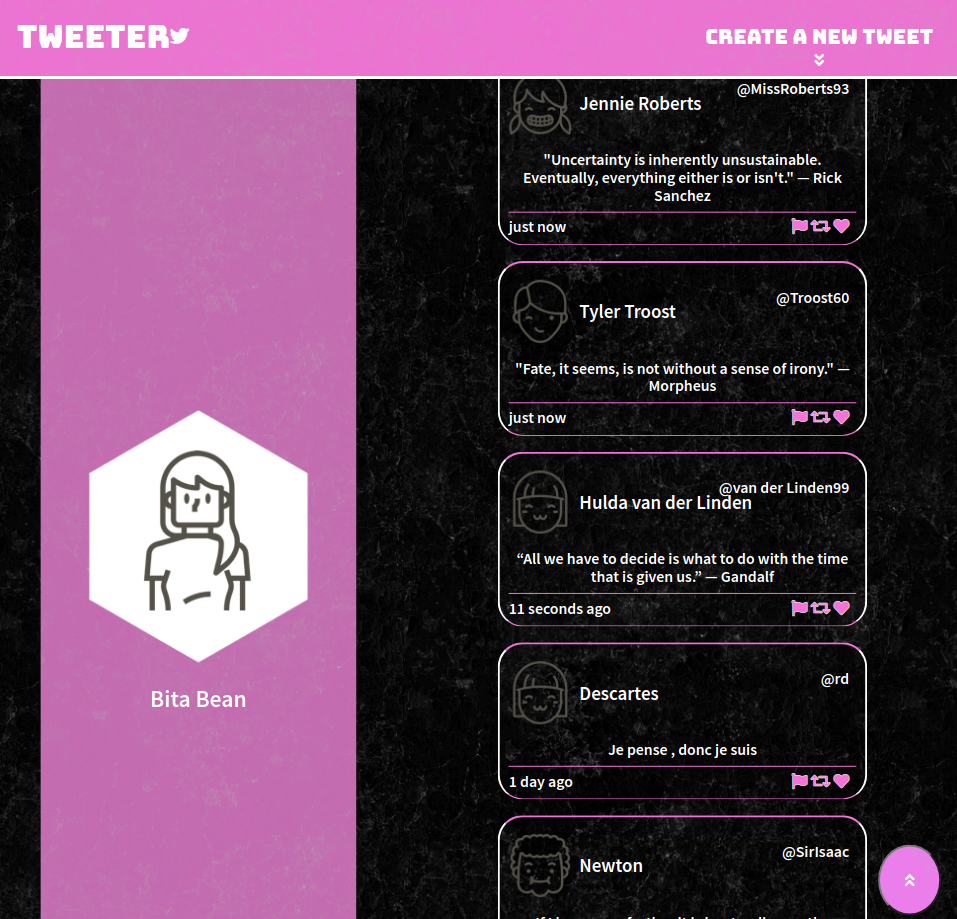 TWEETER
CREATE A NEW TWEET
@MissRoberts93
Jennie Roberts
"Uncertainty is inherently unsustainable.
Eventually, everything either is or isn't." — Rick
Sanchez
just now
@Troost60
Tyler Troost
"Fate, it seems, is not without a sense of irony." —
Morpheus
just now
@van der Linden99
Hulda van der Linden
“All we have to decide is what to do with the time
that is given us.” — Gandalf
11 seconds ago
@rd
Descartes
Je pense , donc je suis
1 day ago
@SirIsaac
Newton
Bita Bean